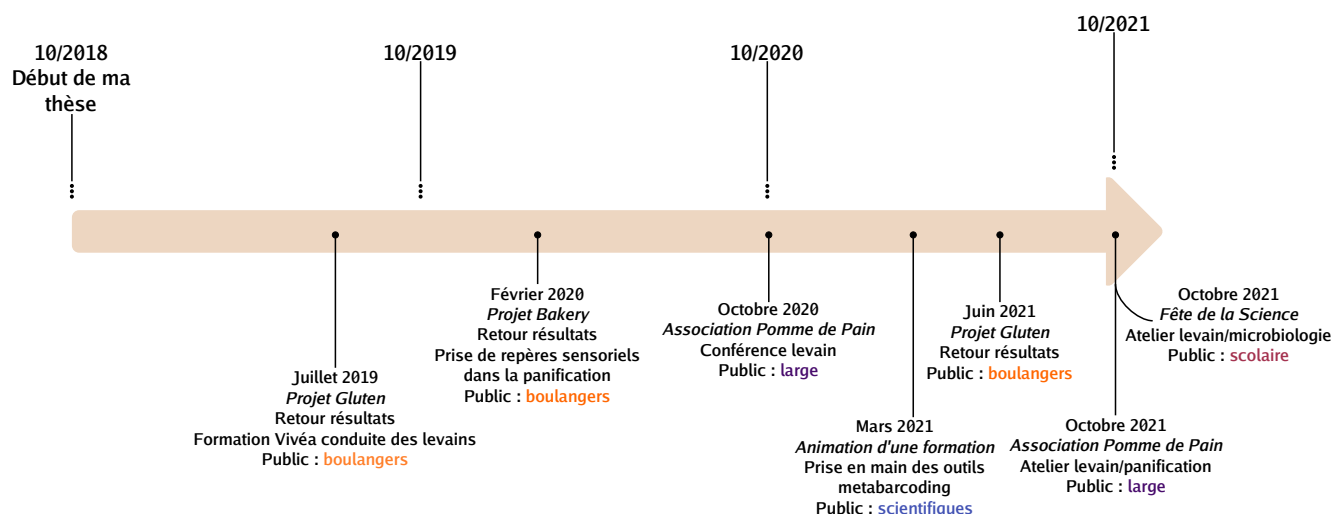 10/2018
Début de ma
thèse
10/2019
10/2020
10/2021
Juillet 2019
Projet Gluten
Retour résultats
Formation Vivéa conduite des levains
Public : boulangers
Février 2020
Projet Bakery
Retour résultats
Prise de repères sensoriels
dans la panification
Public : boulangers
Octobre 2020
Association Pomme de Pain
Conférence levain
Public : large
Mars 2021
Animation d'une formation
Prise en main des outils
metabarcoding
Public : scientifiques
Juin 2021
Projet Gluten
Retour résultats
Public : boulangers
Octobre 2021
Association Pomme de Pain
Atelier levain/panification
Public : large
Octobre 2021
Fête de la Science
Atelier levain/microbiologie
Public : scolaire